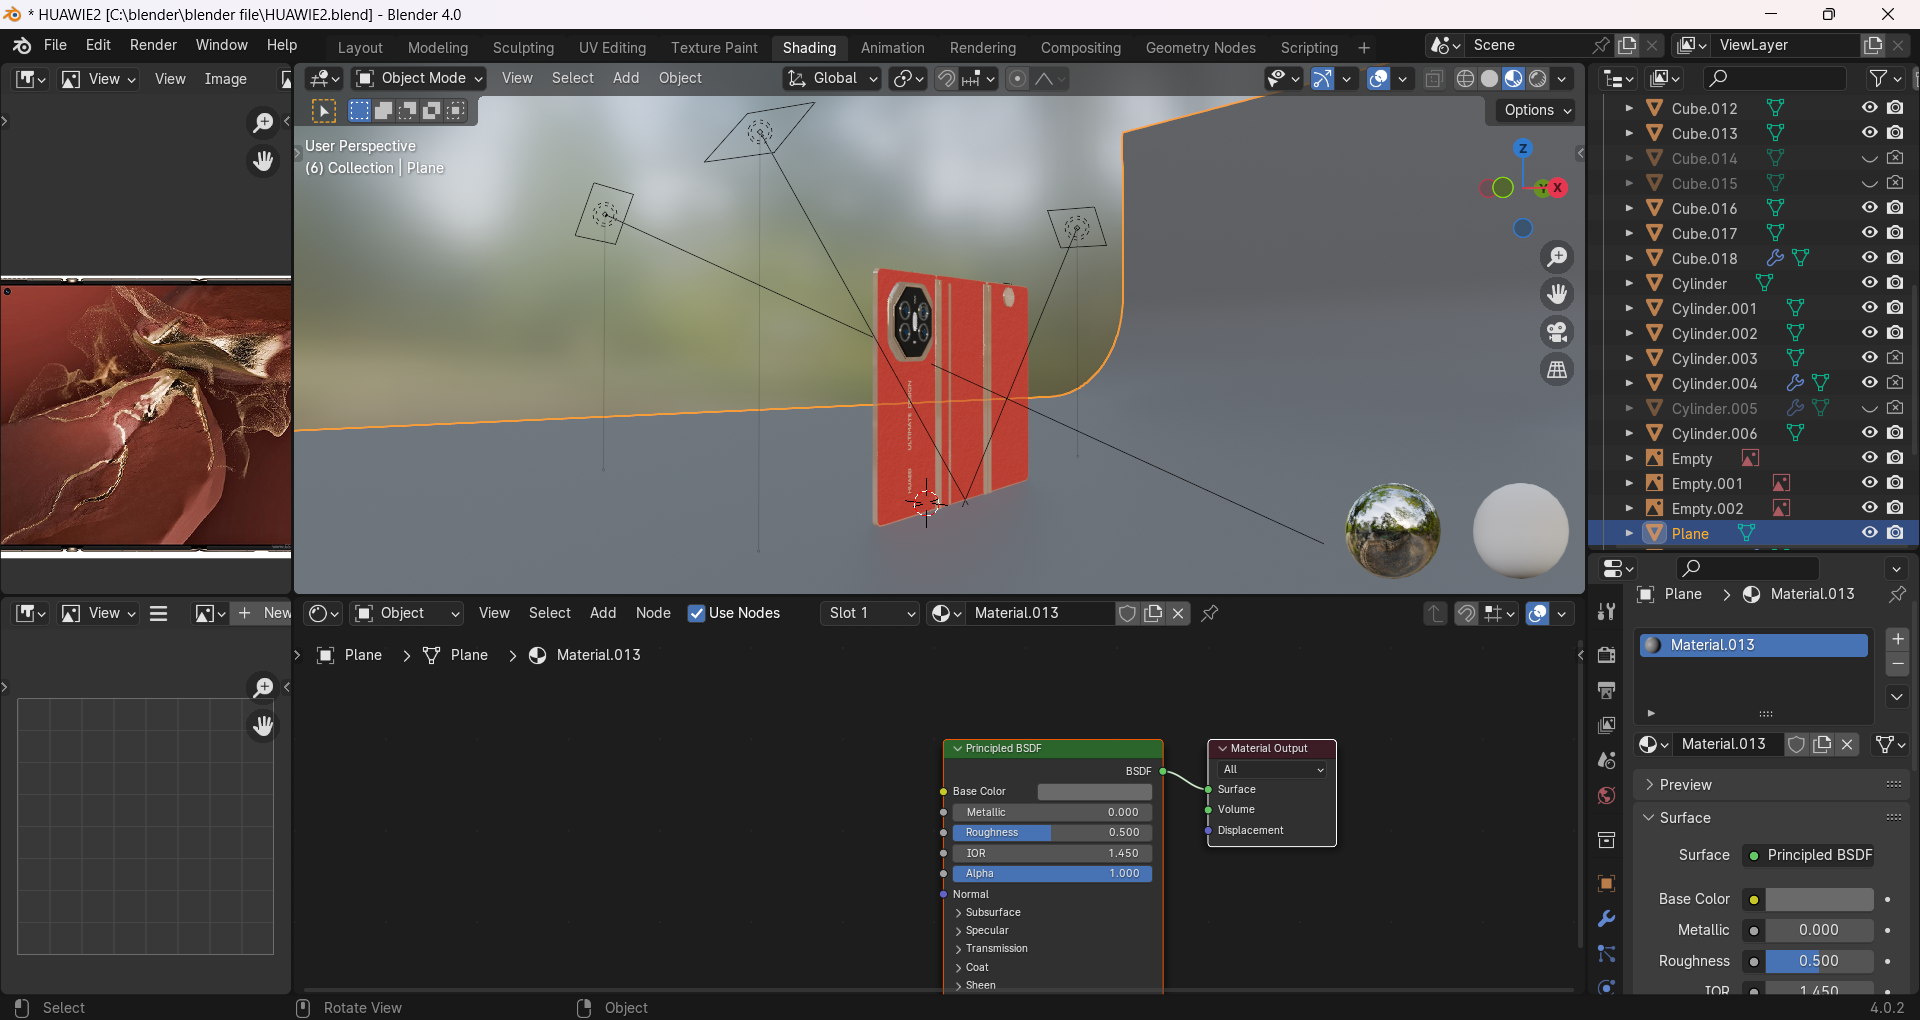 * HUAWIE2 [C:\blender\blender file\HUAWIE2.blend] - Blender 4.0
File Edit Render Window Help
Layout Modeling Sculpting UV Editing Texture Paint Shading Animation Rendering Compositing Geometry Nodes Scripting +
Scene
ViewLayer
View View Image
Object Mode View Select Add Object
Global
Options
User Perspective
(6) Collection | Plane
Z
Y
X
HUAWEI ULTIMATE DESIGN
Cube.012
Cube.013
Cube.014
Cube.015
Cube.016
Cube.017
Cube.018
Cylinder
Cylinder.001
Cylinder.002
Cylinder.003
Cylinder.004
Cylinder.005
Cylinder.006
Empty
Empty.001
Empty.002
Plane
View
New
Object View Select Add Node Use Nodes Slot 1 Material.013
Plane > Plane > Material.013
Principled BSDF
BSDF
Base Color
Metallic 0.000
Roughness 0.500
IOR 1.450
Alpha 1.000
Normal
Subsurface
Specular
Transmission
Coat
Sheen
Material Output
All
Surface
Volume
Displacement
Plane > Material.013
Material.013
Material.013
Preview
Surface
Surface Principled BSDF
Base Color
Metallic 0.000
Roughness 0.500
IOR 1.450
Select Rotate View Object 4.0.2